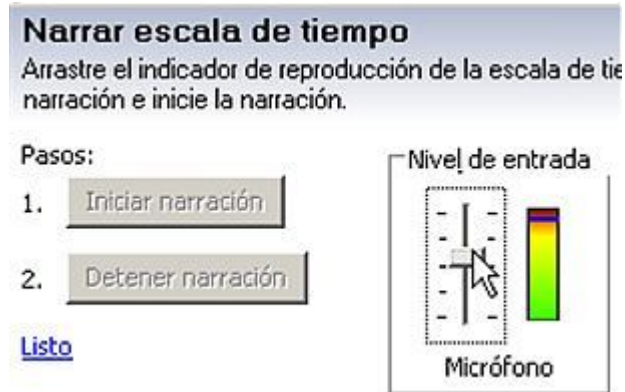 Narrar escala de tiempo
Arrastre el indicador de reproducción de la escala de
narración e inicie la narración.
Pasos:
1. Iniciar narración
2. Detener narración
Listo
Nivel de entrada
Micrófono